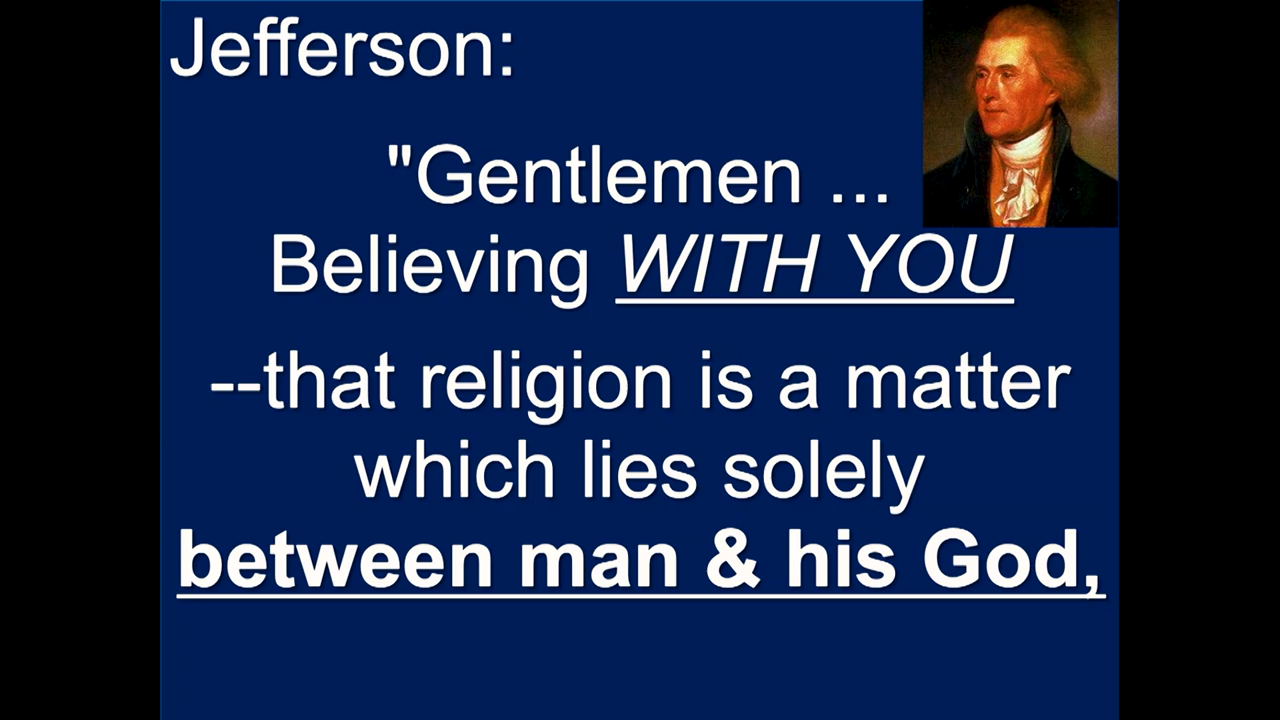 Jefferson:
"Gentlemen ...
Believing WITH YOU
--that religion is a matter
which lies solely
between man & his God,